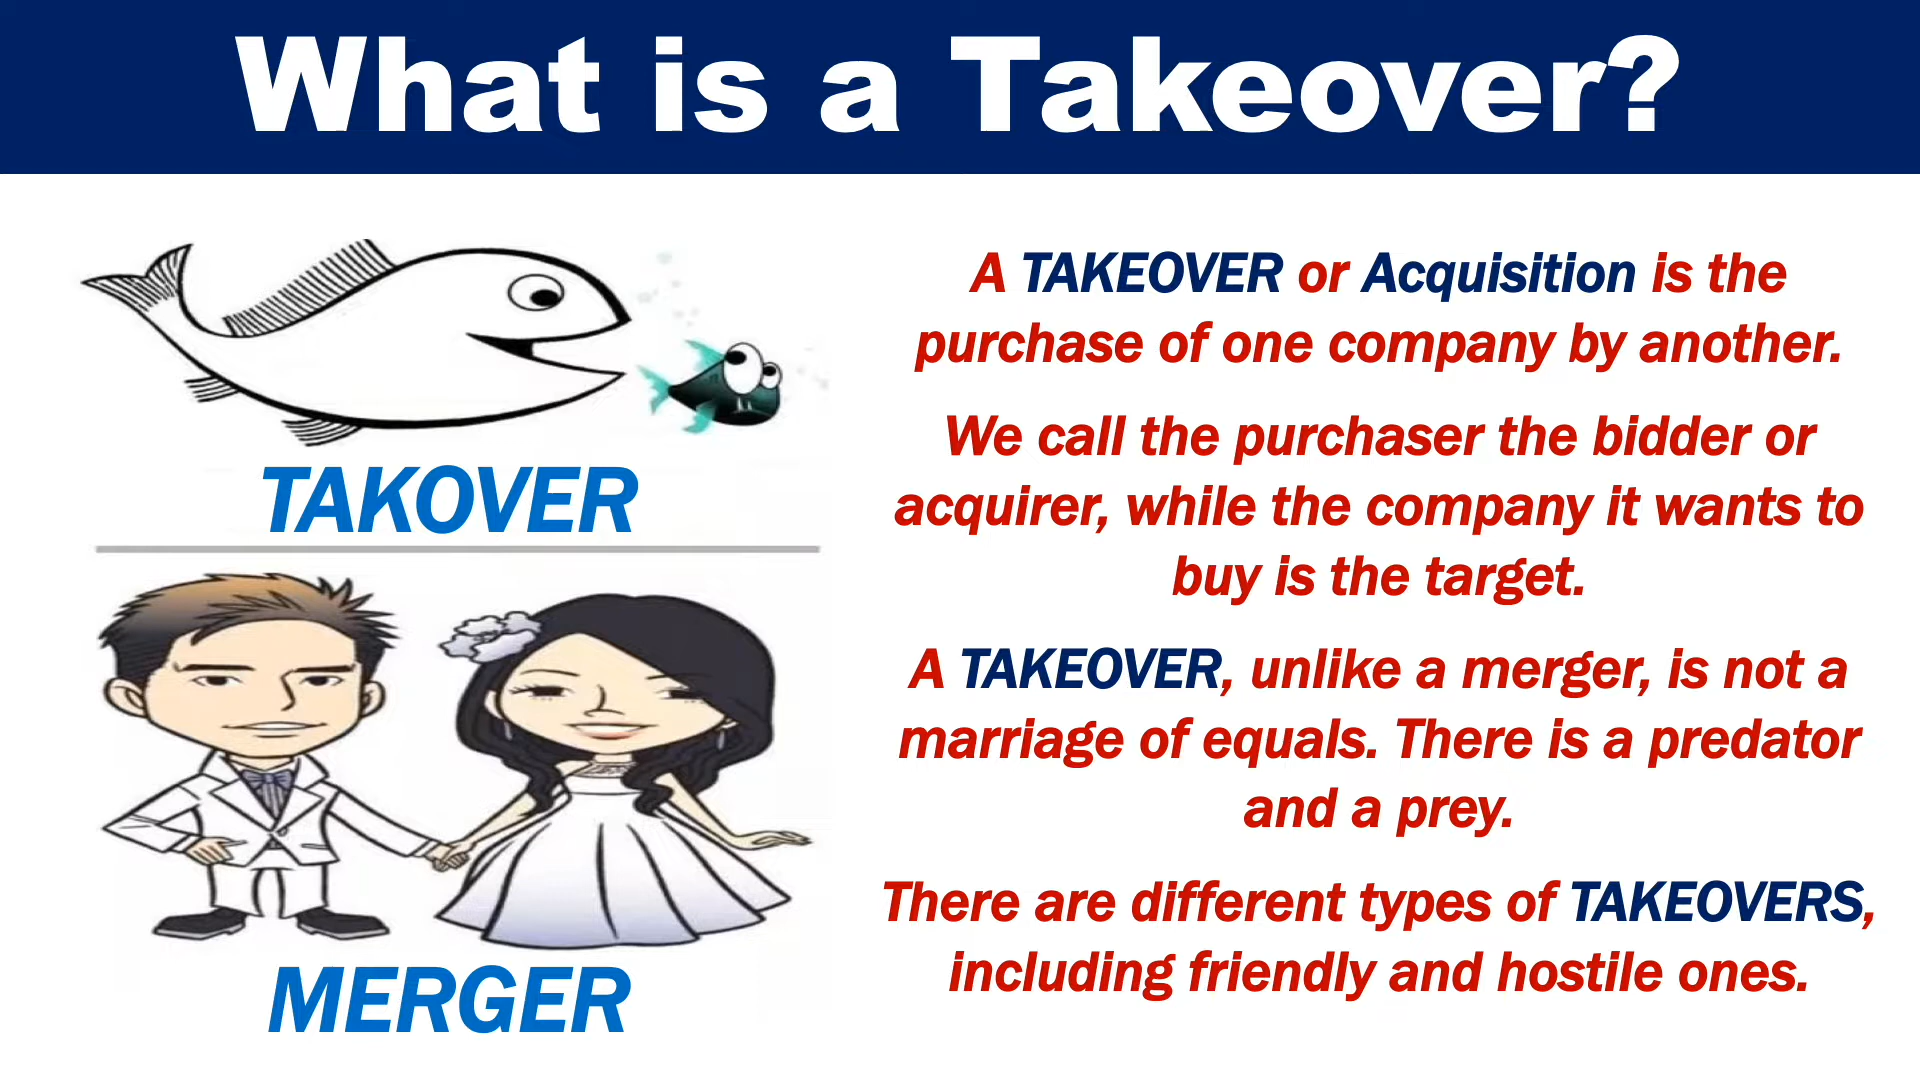 What is a Takeover?
TAKOVER
MERGER
A TAKEOVER or Acquisition is the
purchase of one company by another.
We call the purchaser the bidder or
acquirer, while the company it wants to
buy is the target.
A TAKEOVER, unlike a merger, is not a
marriage of equals. There is a predator
and a prey.
There are different types of TAKEOVERS,
including friendly and hostile ones.